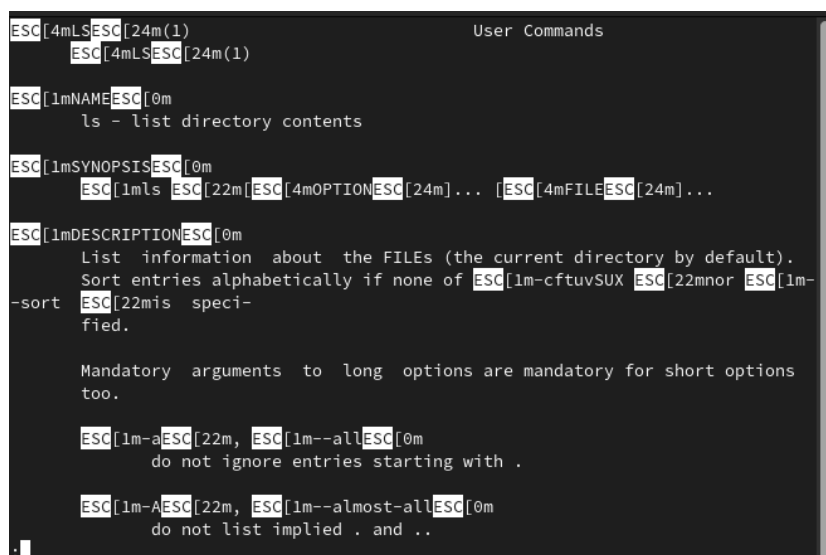 ESC[4mLSESC[24m(1) User Commands
ESC[4mLSESC[24m(1)
ESC[1mNAMEESC[0m
ls - list directory contents
ESC[1mSYNOPSISESC[0m
ESC[1mls ESC[22m[ESC[4mOPTIONESC[24m]... [ESC[4mFILEESC[24m]...
ESC[1mDESCRIPTIONESC[0m
List information about the FILEs (the current directory by default).
Sort entries alphabetically if none of ESC[1m-cftuvSUX ESC[22mnor ESC[1m-
-sort ESC[22mis speci-
fied.
Mandatory arguments to long options are mandatory for short options
too.
ESC[1m-aESC[22m, ESC[1m--allESC[0m
do not ignore entries starting with .
ESC[1m-AESC[22m, ESC[1m--almost-allESC[0m
do not list implied . and ..
: